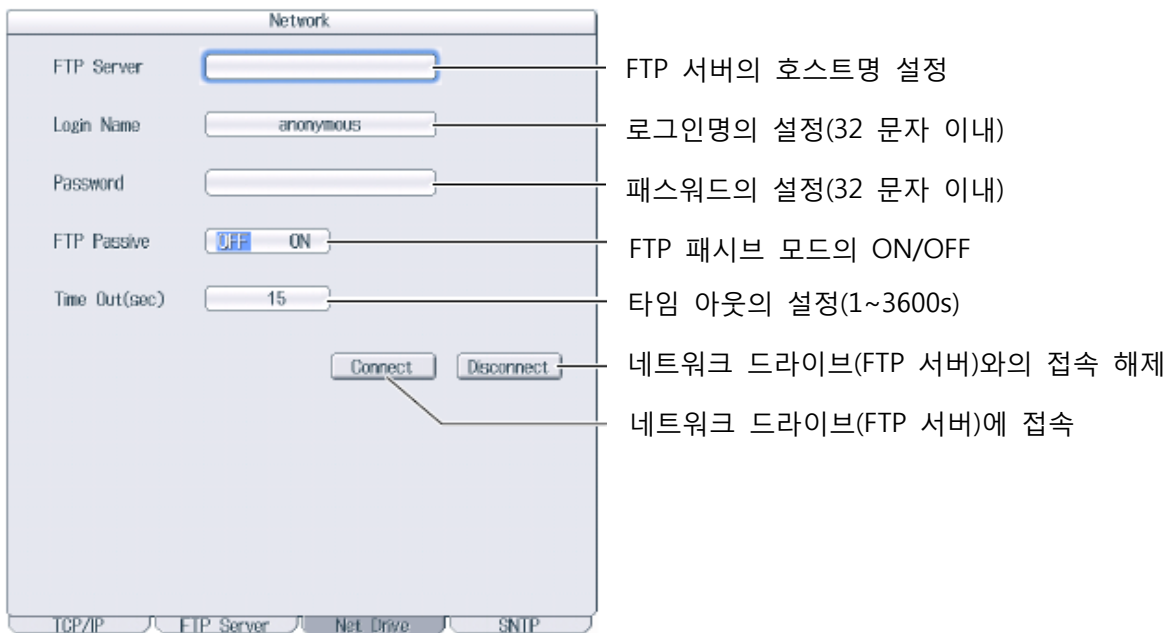 Network
FTP Server
FTP 서버의 호스트명 설정
Login Name
anonymous
로그인명의 설정(32 문자 이내)
Password
패스워드의 설정(32 문자 이내)
FTP Passive
OFF ON
FTP 패시브 모드의 ON/OFF
Time Out(sec)
15
타임 아웃의 설정(1~3600s)
Connect
Disconnect
네트워크 드라이브(FTP 서버)와의 접속 해제
네트워크 드라이브(FTP 서버)에 접속
TCP/IP
FTP Server
Net Drive
SNTP